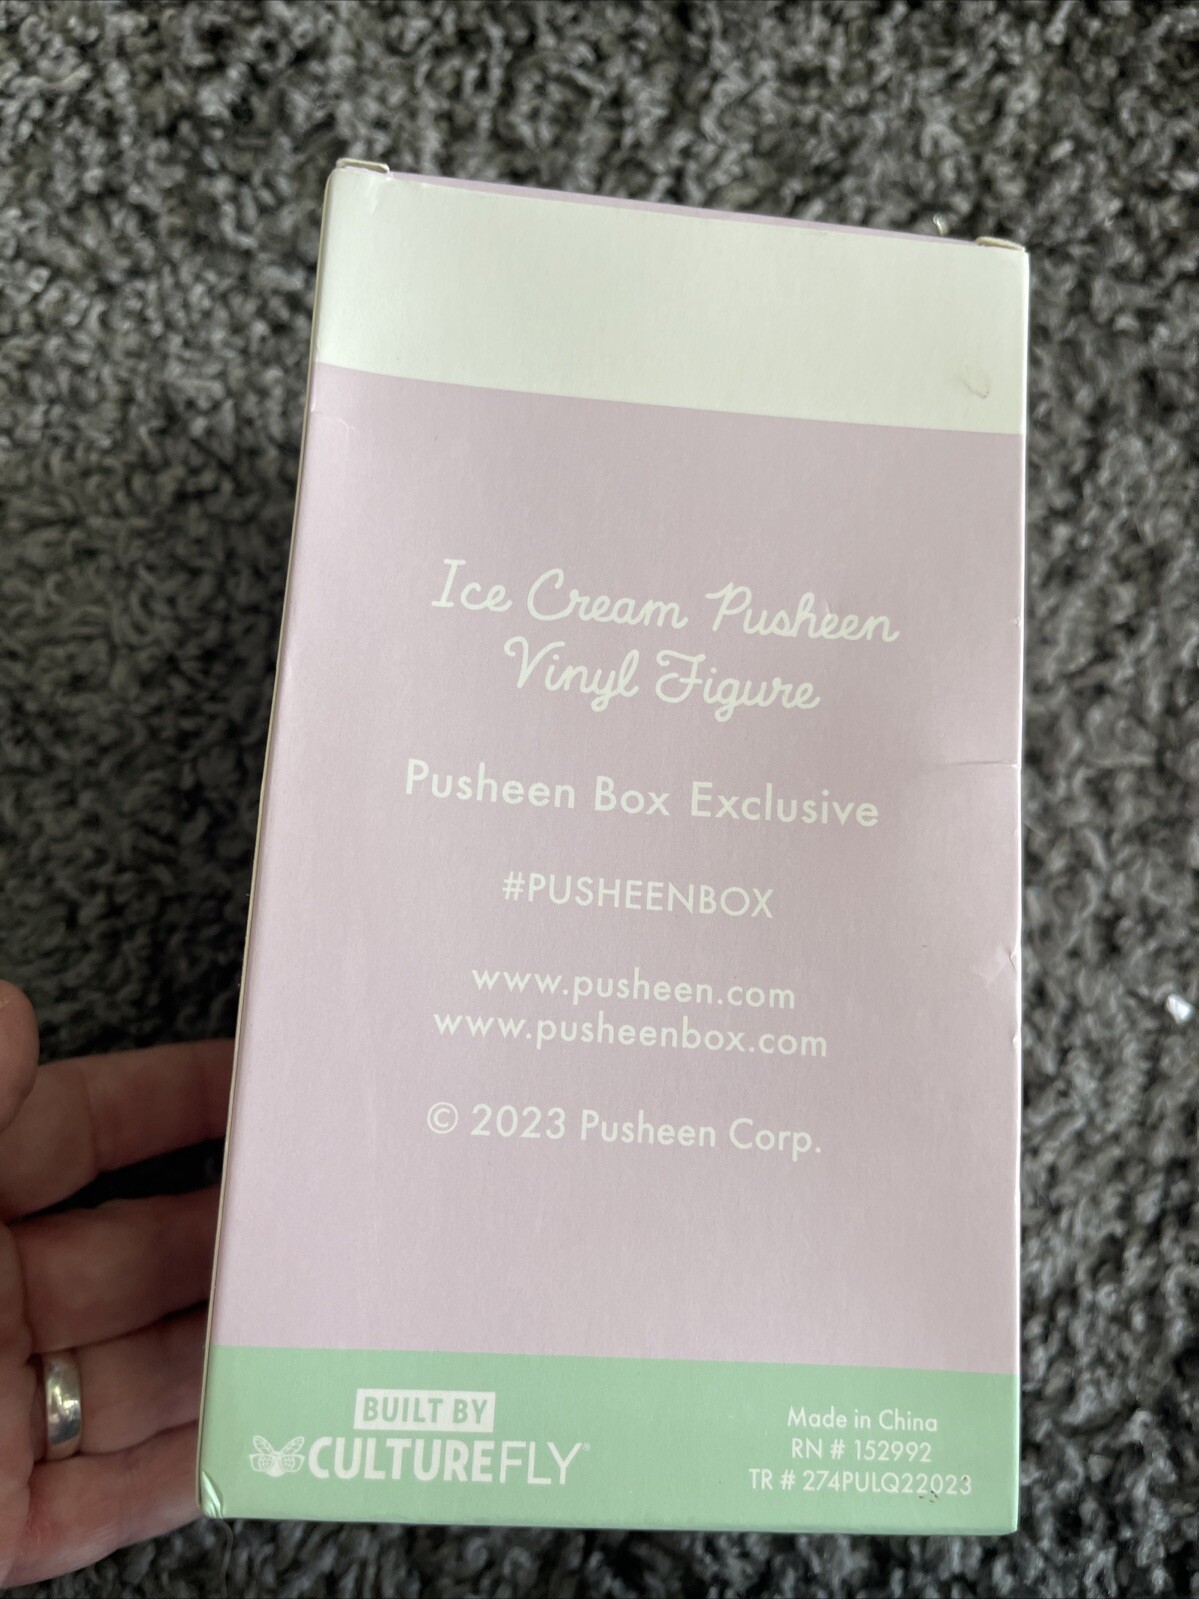 Ice Cream Pusheen
Vinyl Figure
Pusheen Box Exclusive
#PUSHEENBOX
www.pusheen.com
www.pusheenbox.com
© 2023 Pusheen Corp.
BUILT BY
CULTUREFLY®
Made in China
RN # 152992
TR # 274PULQ22023